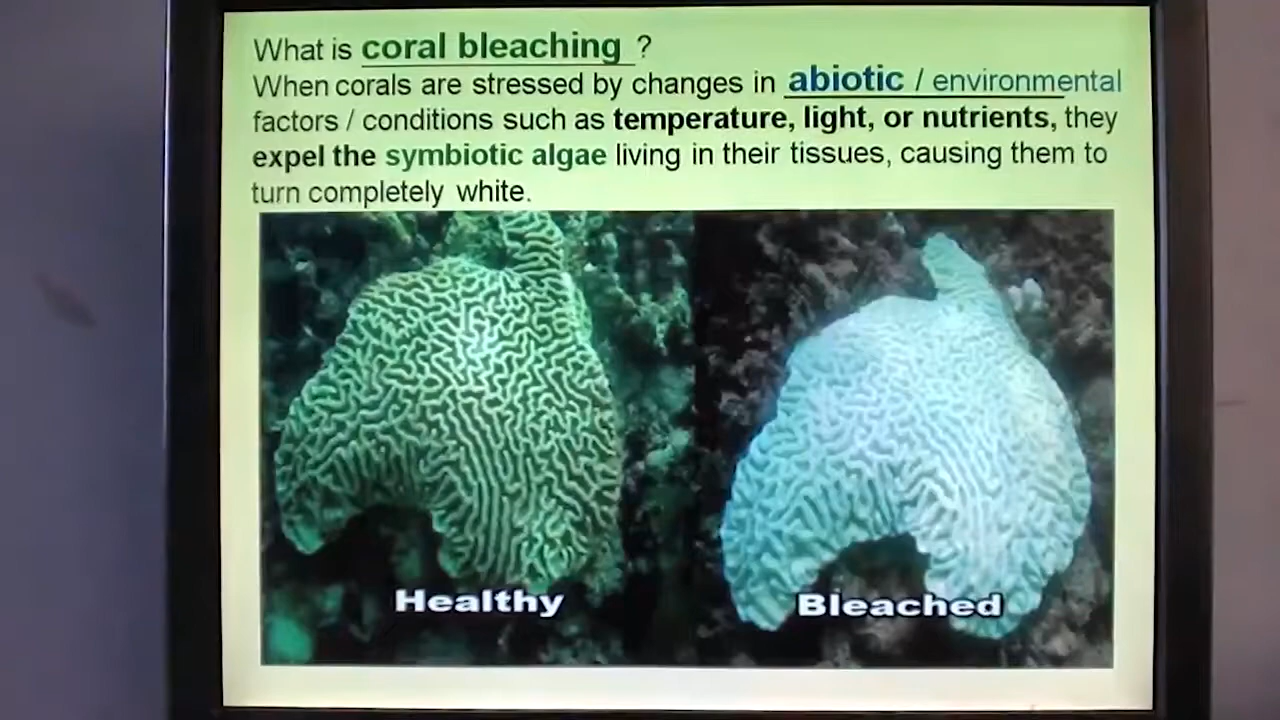 What is coral bleaching ?
When corals are stressed by changes in abiotic / environmental
factors / conditions such as temperature, light, or nutrients, they
expel the symbiotic algae living in their tissues, causing them to
turn completely white.
Healthy
Bleached